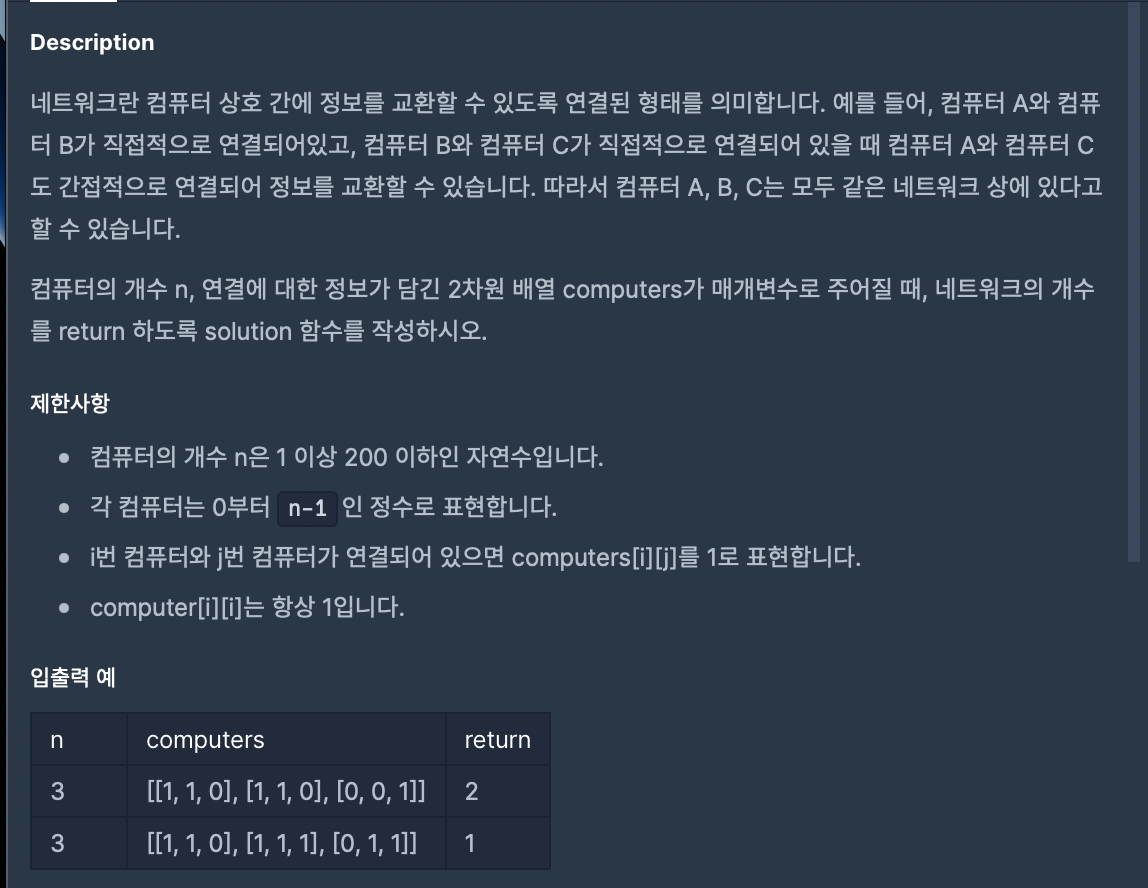 Description
네트워크란 컴퓨터 상호 간에 정보를 교환할 수 있도록 연결된 형태를 의미합니다. 예를 들어, 컴퓨터 A와 컴퓨
터 B가 직접적으로 연결되어있고, 컴퓨터 B와 컴퓨터 C가 직접적으로 연결되어 있을 때 컴퓨터 A와 컴퓨터 C
도 간접적으로 연결되어 정보를 교환할 수 있습니다. 따라서 컴퓨터 A, B, C는 모두 같은 네트워크 상에 있다고
할 수 있습니다.
컴퓨터의 개수 n, 연결에 대한 정보가 담긴 2차원 배열 computers가 매개변수로 주어질 때, 네트워크의 개수
를 return 하도록 solution 함수를 작성하시오.
제한사항
• 컴퓨터의 개수 n은 1 이상 200 이하인 자연수입니다.
• 각 컴퓨터는 0부터 n-1 인 정수로 표현합니다.
• i번 컴퓨터와 j번 컴퓨터가 연결되어 있으면 computers[i][j]를 1로 표현합니다.
• computer[i][i]는 항상 1입니다.
입출력 예
n computers return
3 [[1, 1, 0], [1, 1, 0], [0, 0, 1]] 2
3 [[1, 1, 0], [1, 1, 1], [0, 1, 1]] 1